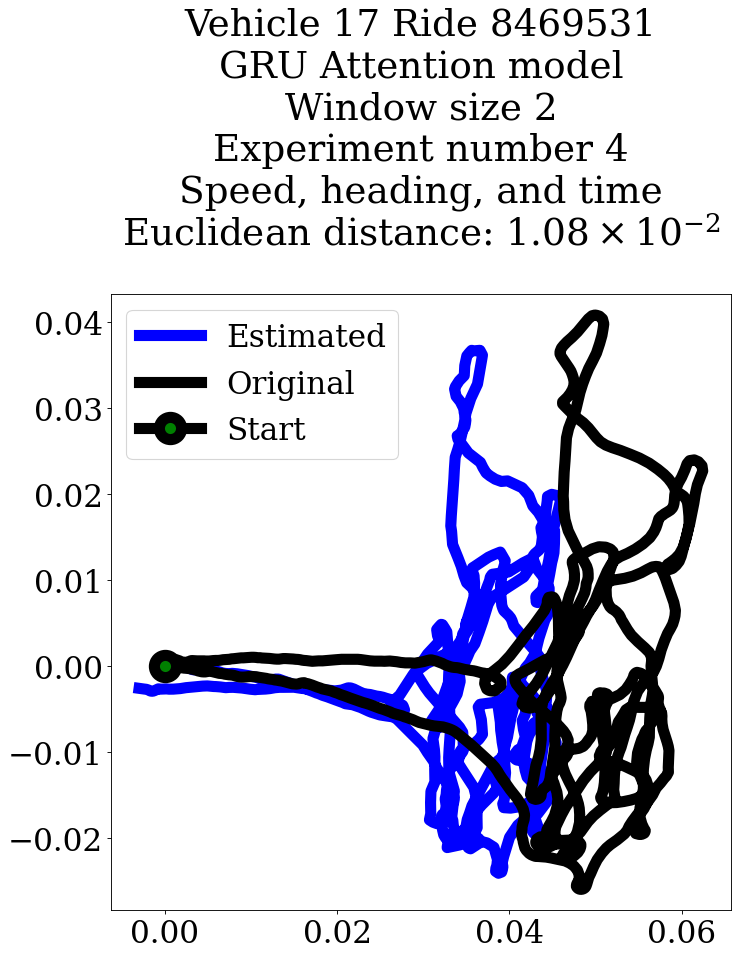 Vehicle 17 Ride 8469531
GRU Attention model
Window size 2
Experiment number 4
Speed, heading, and time
Euclidean distance: 1.08 × 10⁻²
Estimated
Original
Start
0.04
0.03
0.02
0.01
0.00
−0.01
−0.02
0.00 0.02 0.04 0.06